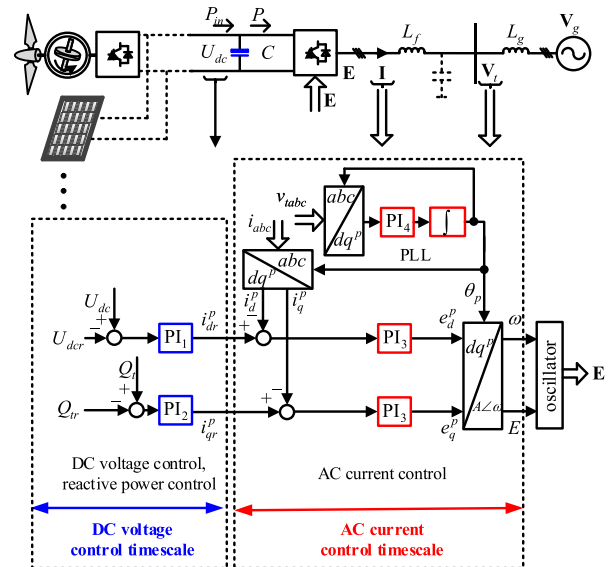 P_in P
U_dc C
E I L_f V_t L_g V_g
E
v_tabc abc dq^p PI_4 ∫
i_abc
PLL
dq^p abc
θ_p
U_dc i_d^p i_q^p
U_dcr − + PI_1 i_dr^p + − PI_3 e_d^p dq^p ω
Q_t
Q_tr − + PI_2 i_qr^p + − PI_3 e_q^p A∠ω E
oscillator E
DC voltage control,
reactive power control
AC current control
DC voltage
control timescale
AC current
control timescale